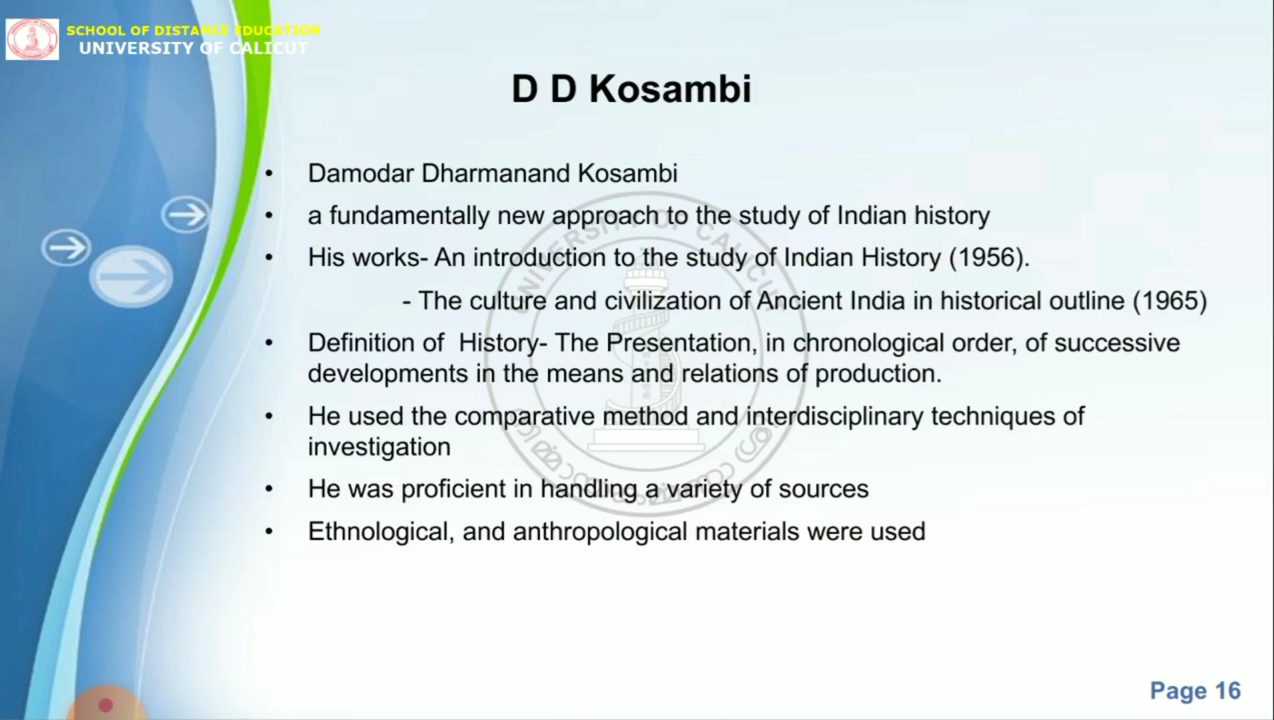 SCHOOL OF DISTANCE EDUCATION
UNIVERSITY OF CALICUT
D D Kosambi
• Damodar Dharmanand Kosambi
• a fundamentally new approach to the study of Indian history
• His works- An introduction to the study of Indian History (1956).
- The culture and civilization of Ancient India in historical outline (1965)
• Definition of History- The Presentation, in chronological order, of successive
developments in the means and relations of production.
• He used the comparative method and interdisciplinary techniques of
investigation
• He was proficient in handling a variety of sources
• Ethnological, and anthropological materials were used
UNIVERSITY OF CALICUT
Page 16